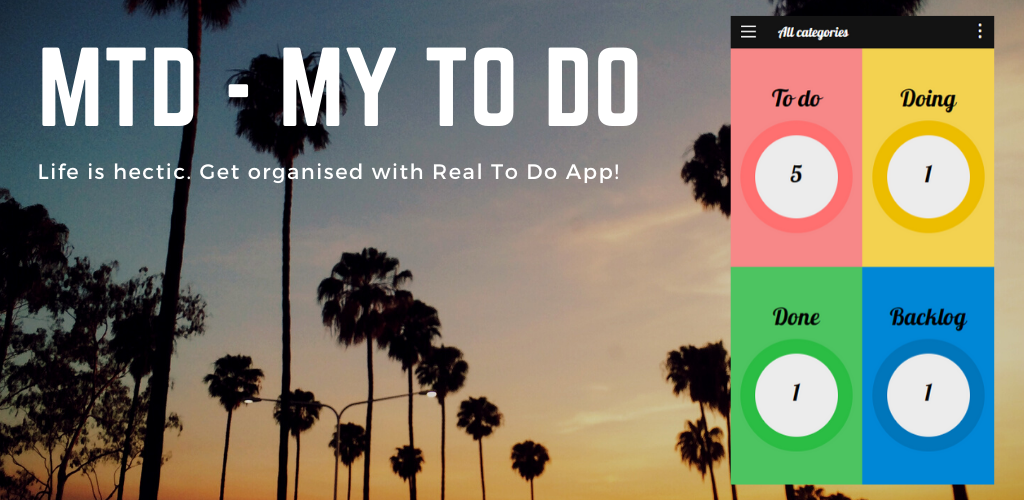 MTD - MY TO DO
Life is hectic. Get organised with Real To Do App!
All categories
To do
Doing
5
1
Done
Backlog
1
1